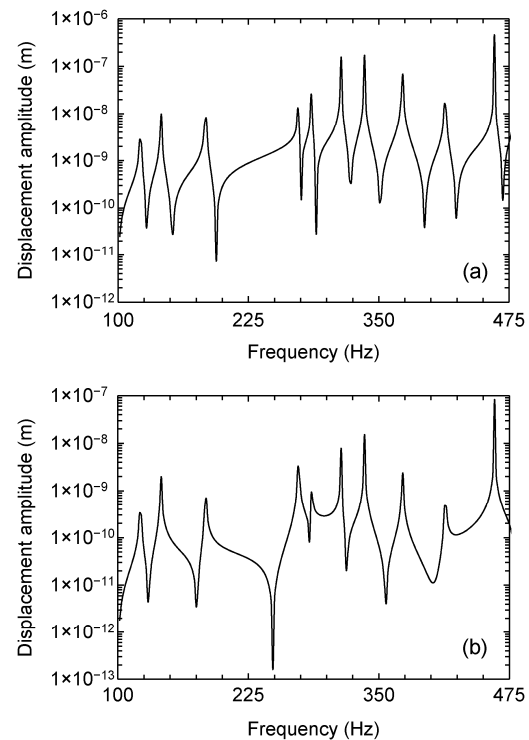 1×10⁻⁶
1×10⁻⁷
1×10⁻⁸
1×10⁻⁹
1×10⁻¹⁰
1×10⁻¹¹
1×10⁻¹²
Displacement amplitude (m)
(a)
100 225 350 475
Frequency (Hz)
1×10⁻⁷
1×10⁻⁸
1×10⁻⁹
1×10⁻¹⁰
1×10⁻¹¹
1×10⁻¹²
1×10⁻¹³
Displacement amplitude (m)
(b)
100 225 350 475
Frequency (Hz)